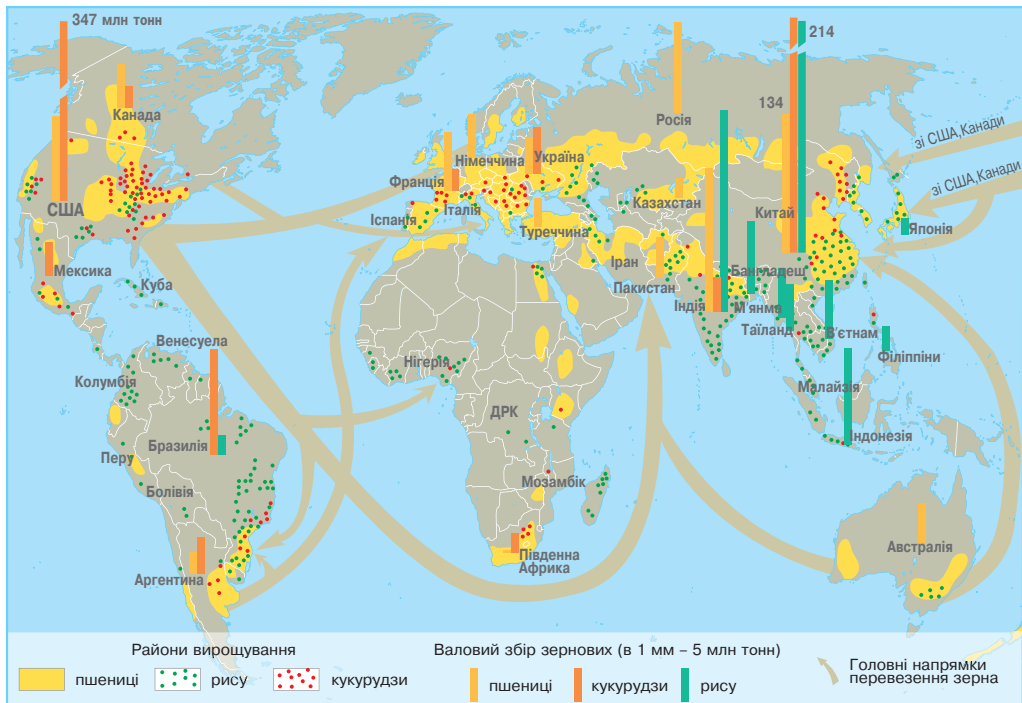 347 млн тонн
214
134
Канада
Росія
зі США,Канади
зі США,Канади
Німеччина
Україна
Франція
США
Казахстан
Іспанія
Італія
Китай
Туреччина
Японія
Іран
Мексика
Бангладеш
Куба
Пакистан
Індія
М'янма
Таїланд
В'єтнам
Венесуела
Філіппіни
Нігерія
Колумбія
Малайзія
ДРК
Бразилія
Індонезія
Перу
Мозамбік
Болівія
Австралія
Південна
Африка
Аргентина
Райони вирощування
пшениці
рису
кукурудзи
Валовий збір зернових (в 1 мм – 5 млн тонн)
пшениці
кукурудзи
рису
Головні напрямки
перевезення зерна